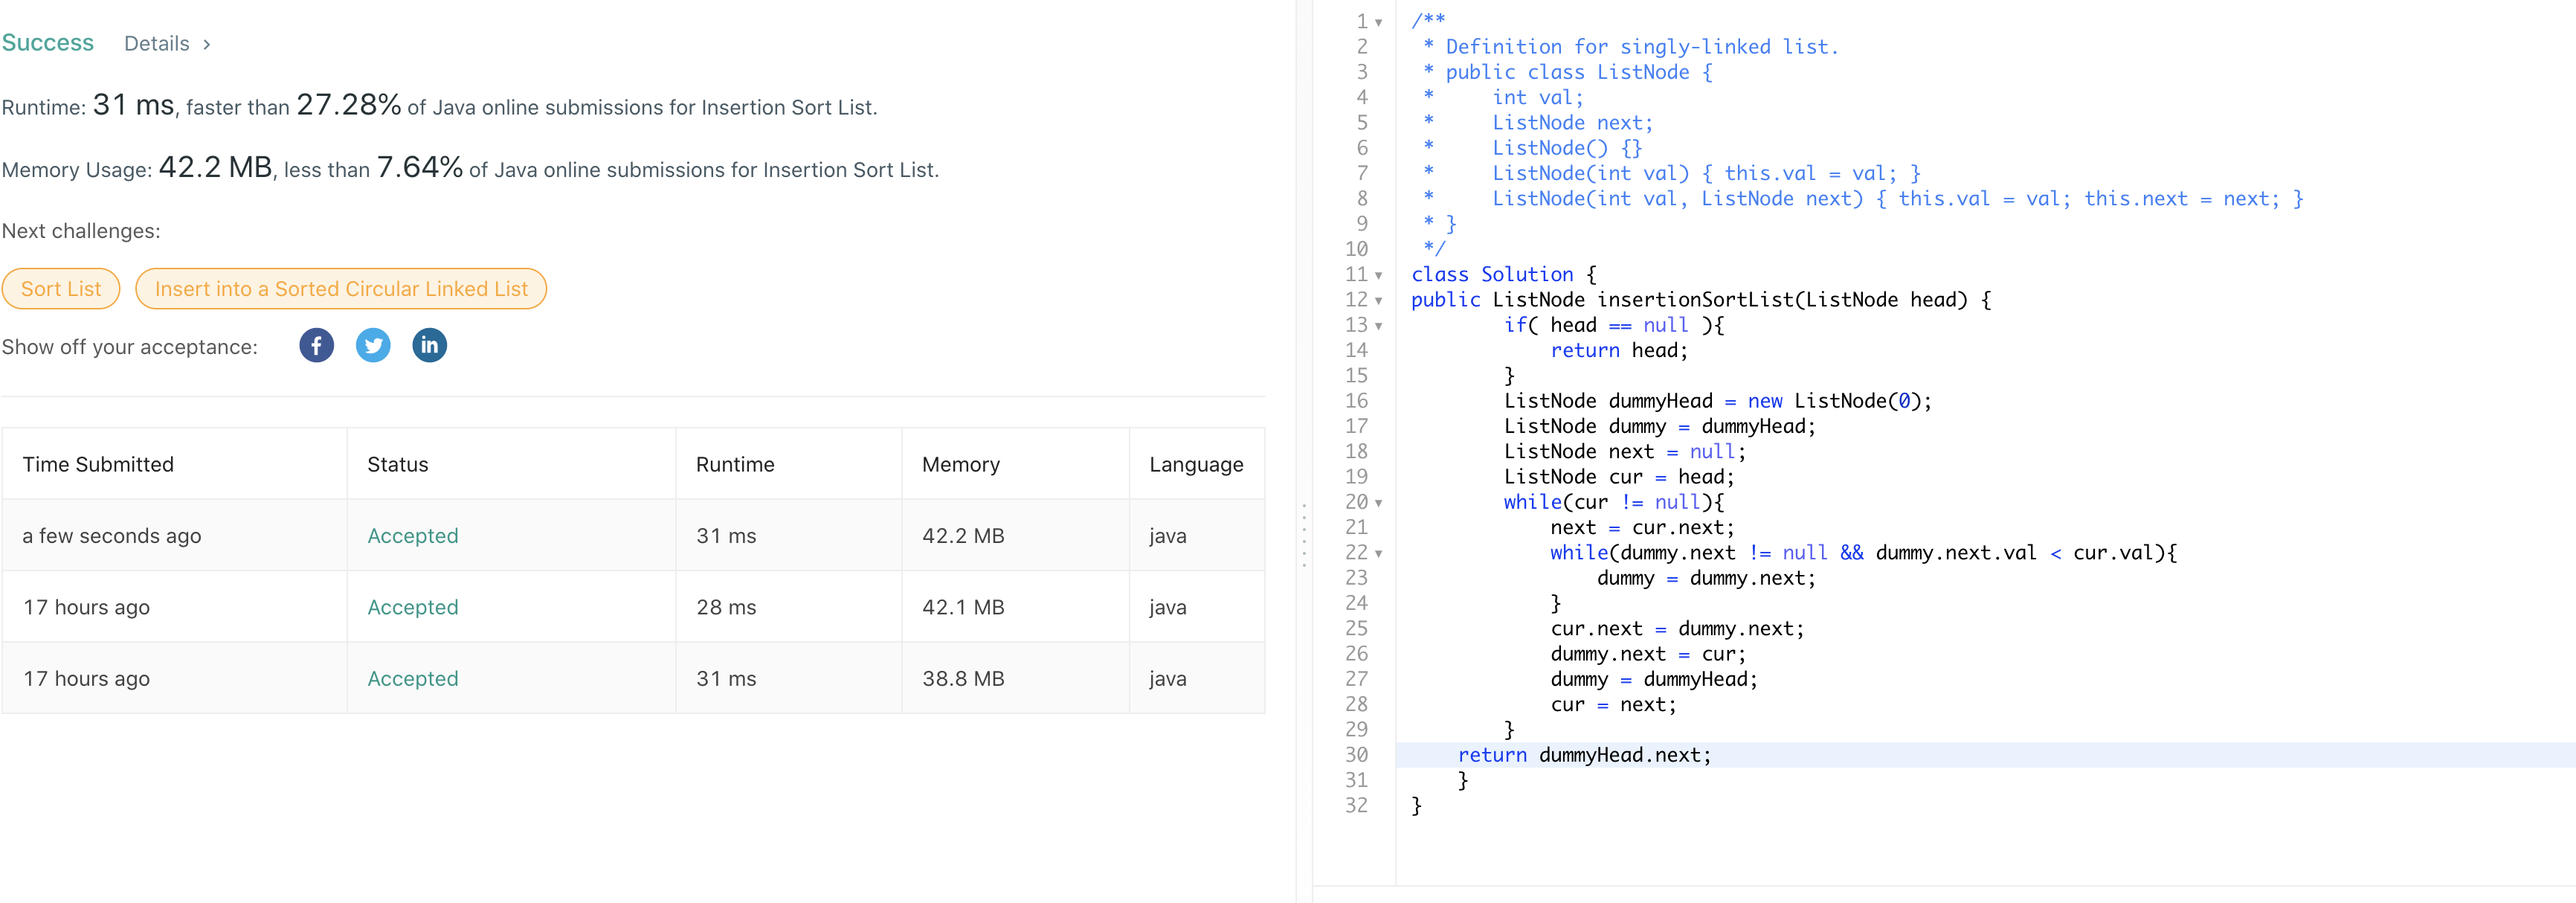 Success Details >
Runtime: 31 ms, faster than 27.28% of Java online submissions for Insertion Sort List.
Memory Usage: 42.2 MB, less than 7.64% of Java online submissions for Insertion Sort List.
Next challenges:
Sort List Insert into a Sorted Circular Linked List
Show off your acceptance: f in
Time Submitted Status Runtime Memory Language
a few seconds ago Accepted 31 ms 42.2 MB java
17 hours ago Accepted 28 ms 42.1 MB java
17 hours ago Accepted 31 ms 38.8 MB java
1 /**
2  * Definition for singly-linked list.
3  * public class ListNode {
4  *     int val;
5  *     ListNode next;
6  *     ListNode() {}
7  *     ListNode(int val) { this.val = val; }
8  *     ListNode(int val, ListNode next) { this.val = val; this.next = next; }
9  * }
10  */
11 class Solution {
12 public ListNode insertionSortList(ListNode head) {
13         if( head == null ){
14             return head;
15         }
16         ListNode dummyHead = new ListNode(0);
17         ListNode dummy = dummyHead;
18         ListNode next = null;
19         ListNode cur = head;
20         while(cur != null){
21             next = cur.next;
22             while(dummy.next != null && dummy.next.val < cur.val){
23                 dummy = dummy.next;
24             }
25             cur.next = dummy.next;
26             dummy.next = cur;
27             dummy = dummyHead;
28             cur = next;
29         }
30     return dummyHead.next;
31     }
32 }